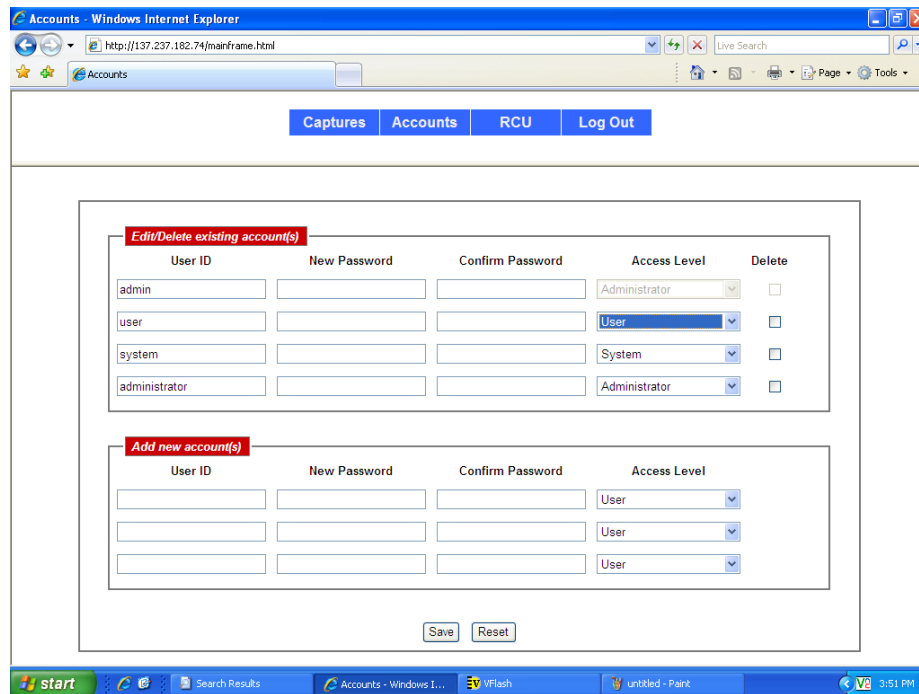 Accounts - Windows Internet Explorer
http://137.237.182.74/mainframe.html
Live Search
Accounts
Page
Tools
Captures Accounts RCU Log Out
Edit/Delete existing account(s)
User ID New Password Confirm Password Access Level Delete
admin Administrator
user User
system System
administrator Administrator
Add new account(s)
User ID New Password Confirm Password Access Level
User
User
User
Save Reset
start Search Results Accounts - Windows I... VFlash untitled - Paint 3:51 PM